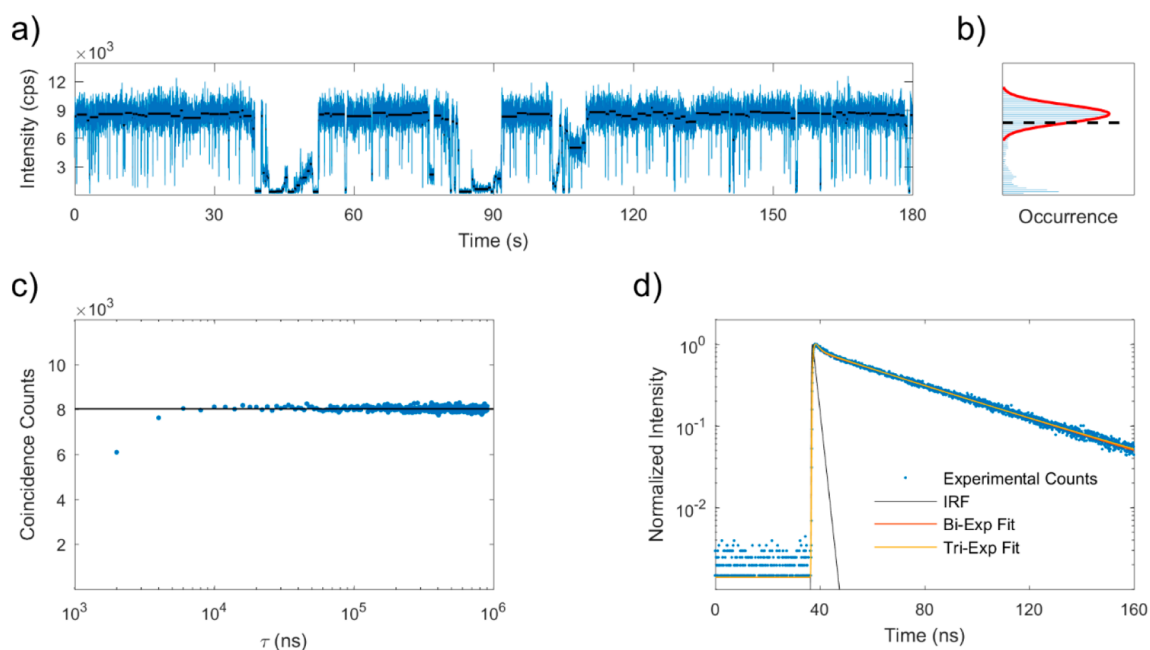 a)
×10³
Intensity (cps)
12
9
6
3
0 30 60 90 120 150 180
Time (s)
b)
Occurrence
c)
×10³
Coincidence Counts
10
8
6
4
2
10³ 10⁴ 10⁵ 10⁶
τ (ns)
d)
Normalized Intensity
10⁰
10⁻¹
10⁻²
Experimental Counts
IRF
Bi-Exp Fit
Tri-Exp Fit
0 40 80 120 160
Time (ns)